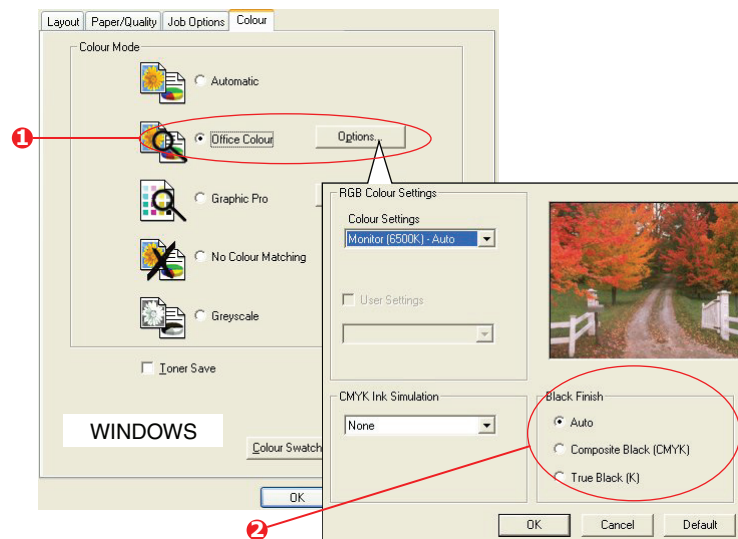 Layout Paper/Quality Job Options Colour
Colour Mode
Automatic
1
Office Colour Options...
Graphic Pro
No Colour Matching
Greyscale
Toner Save
WINDOWS
Colour Swatch
OK
RGB Colour Settings
Colour Settings
Monitor (6500K) - Auto
User Settings
CMYK Ink Simulation
None
Black Finish
Auto
Composite Black (CMYK)
True Black (K)
2
OK Cancel Default